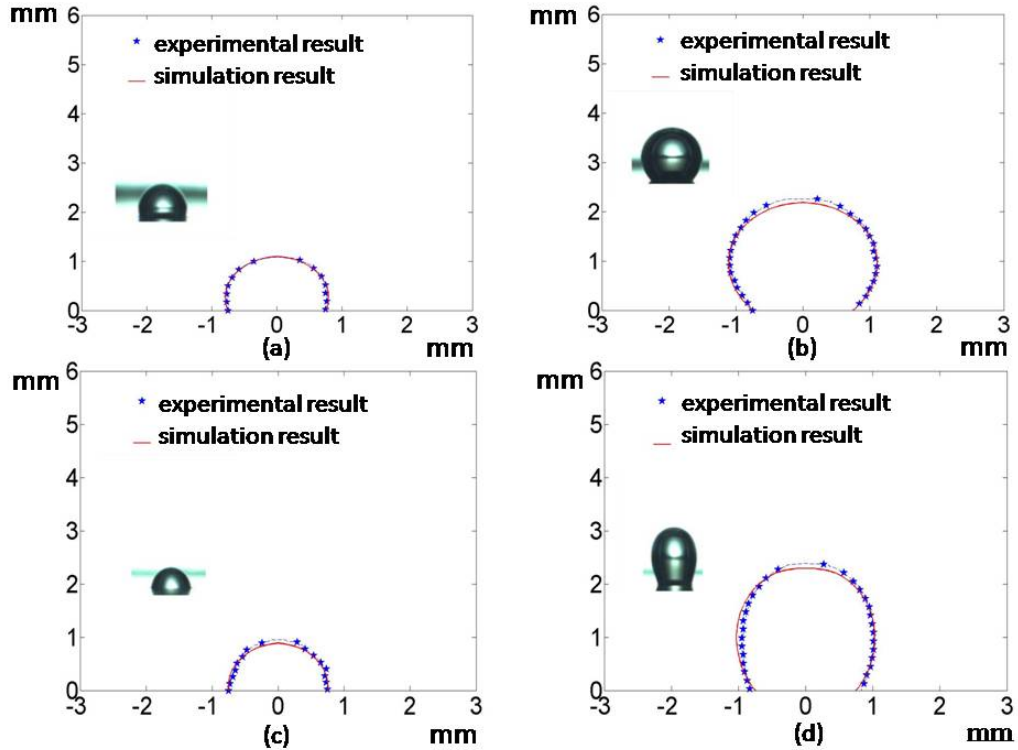 mm
6
5
4
3
2
1
0
-3 -2 -1 0 1 2 3
experimental result
simulation result
(a)
mm
mm
6
5
4
3
2
1
0
-3 -2 -1 0 1 2 3
experimental result
simulation result
(b)
mm
mm
6
5
4
3
2
1
0
-3 -2 -1 0 1 2 3
experimental result
simulation result
(c)
mm
mm
6
5
4
3
2
1
0
-3 -2 -1 0 1 2 3
experimental result
simulation result
(d)
mm